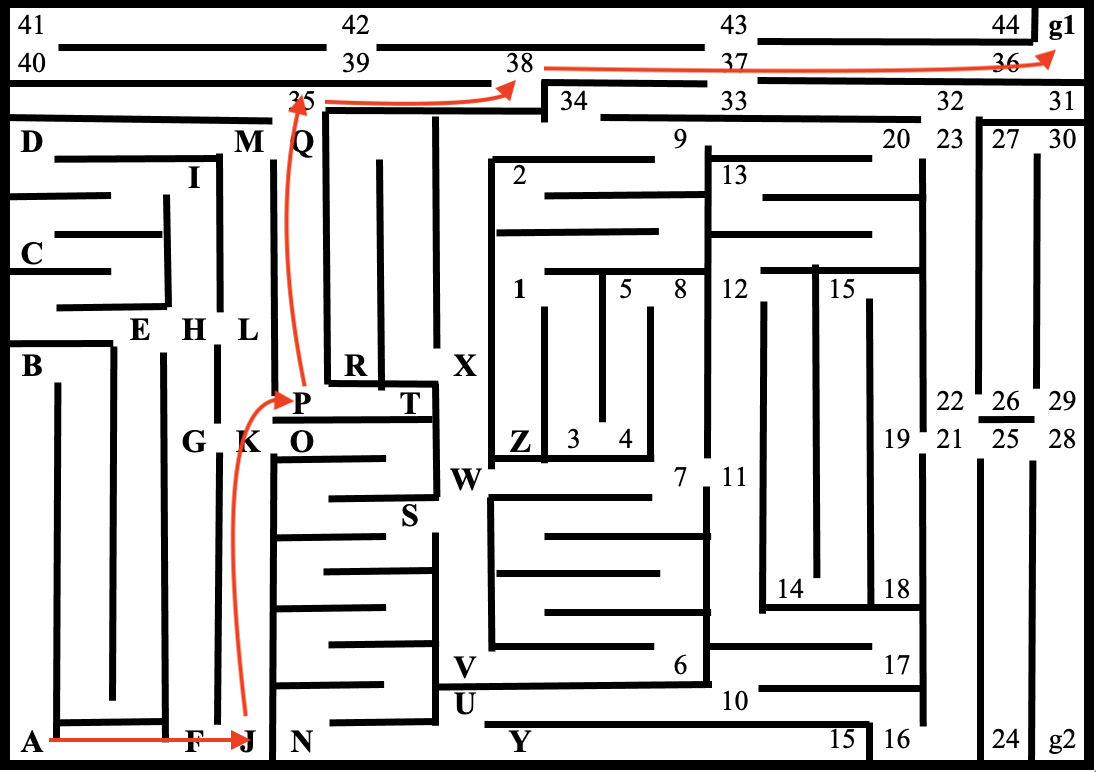 41 42 43 44 g1
40 39 38 37 36
35 34 33 32 31
D M Q 9 20 23 27 30
I 2 13
C 1 5 8 12 15
E H L
B R X
P T 22 26 29
G K O Z 3 4 19 21 25 28
W 7 11
S
14 18
V 6 17
U 10
A F J N Y 15 16 24 g2